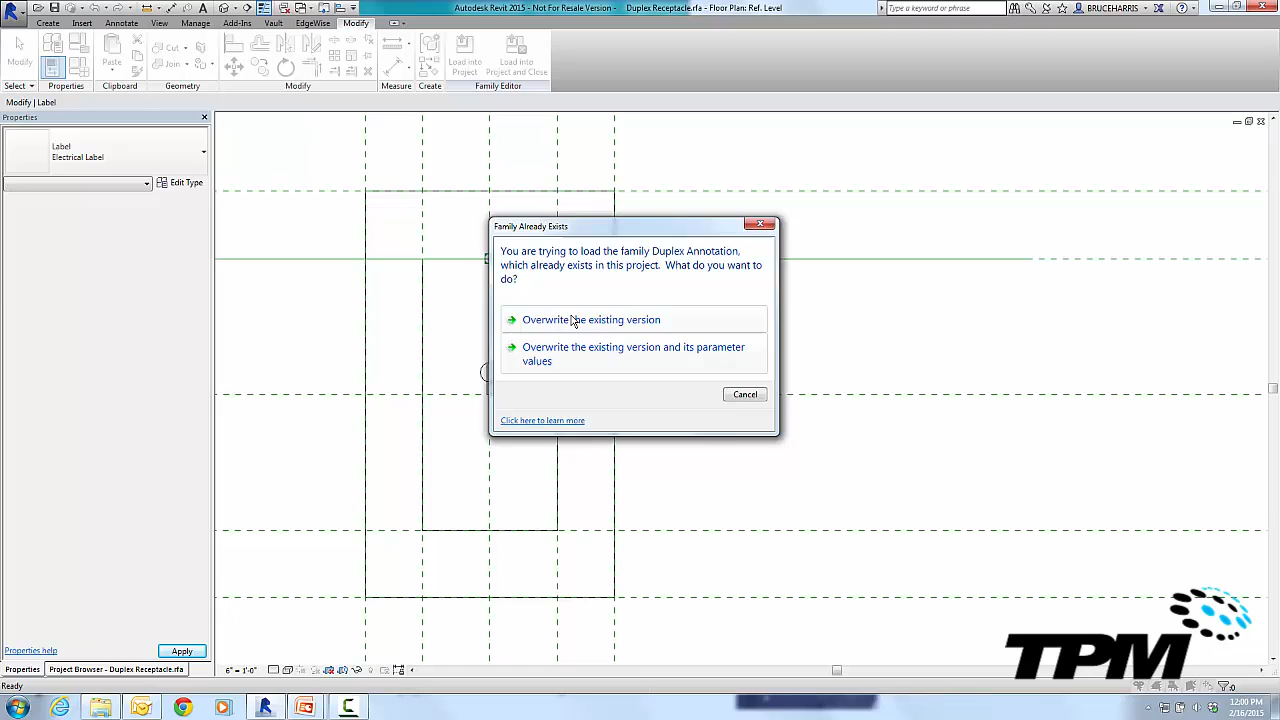 Autodesk Revit 2015 - Not For Resale Version - Duplex Receptacle.rfa - Floor Plan: Ref. Level
Type a keyword or phrase
BRUCEHARRIS
Create Insert Annotate View Manage Add-Ins Vault EdgeWise Modify
Modify
Paste
Cut
Join
Load into
Project
Load into
Project and Close
Select Properties Clipboard Geometry Modify Measure Create Family Editor
Modify | Label
Properties
Label
Electrical Label
Edit Type
Family Already Exists
You are trying to load the family Duplex Annotation,
which already exists in this project. What do you want to
do?
Overwrite the existing version
Overwrite the existing version and its parameter
values
Cancel
Click here to learn more
Properties help
Apply
Properties
Project Browser - Duplex Receptacle.rfa
6" = 1'-0"
Ready
:0
TPM
12:00 PM
2/16/2015